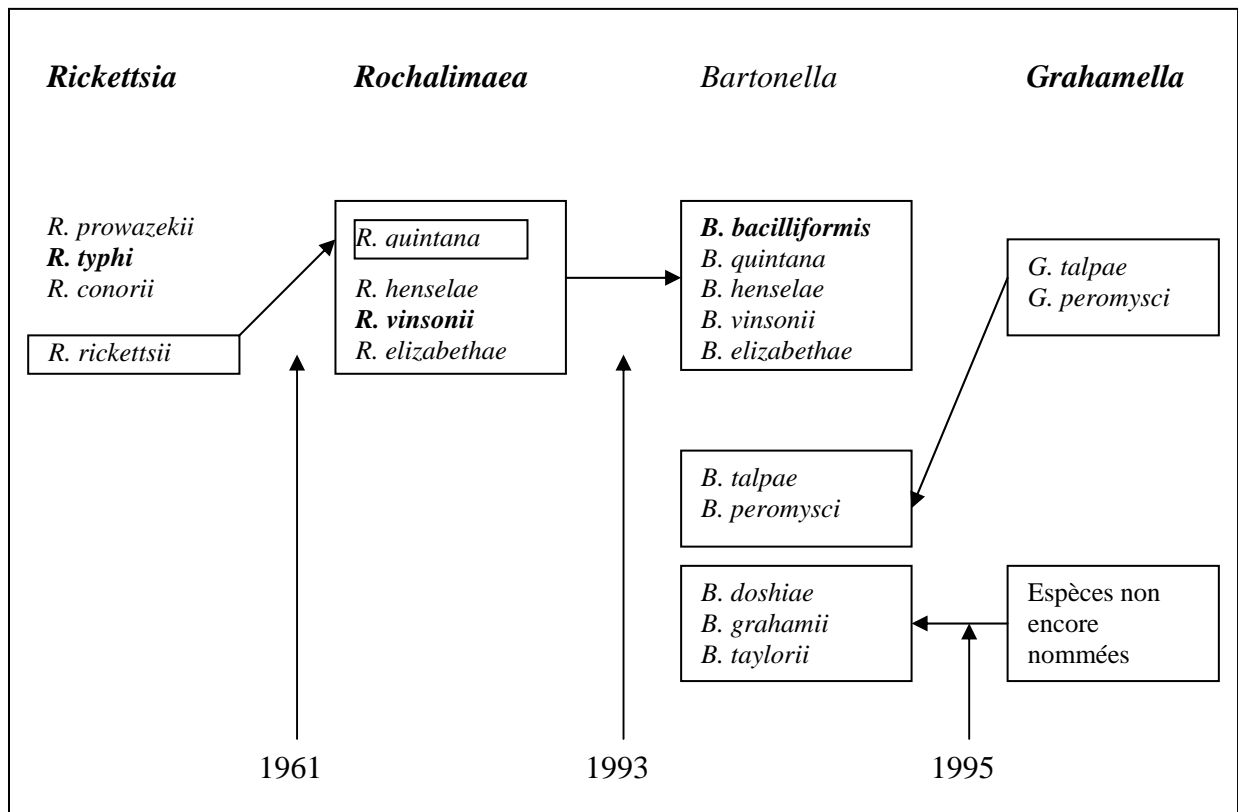 Rickettsia
Rochalimaea
Bartonella
Grahamella
R. prowazekii
R. typhi
R. conorii
R. rickettsii
R. quintana
R. henselae
R. vinsonii
R. elizabethae
B. bacilliformis
B. quintana
B. henselae
B. vinsonii
B. elizabethae
G. talpae
G. peromysci
B. talpae
B. peromysci
B. doshiae
B. grahamii
B. taylorii
Espèces non
encore
nommées
1961
1993
1995